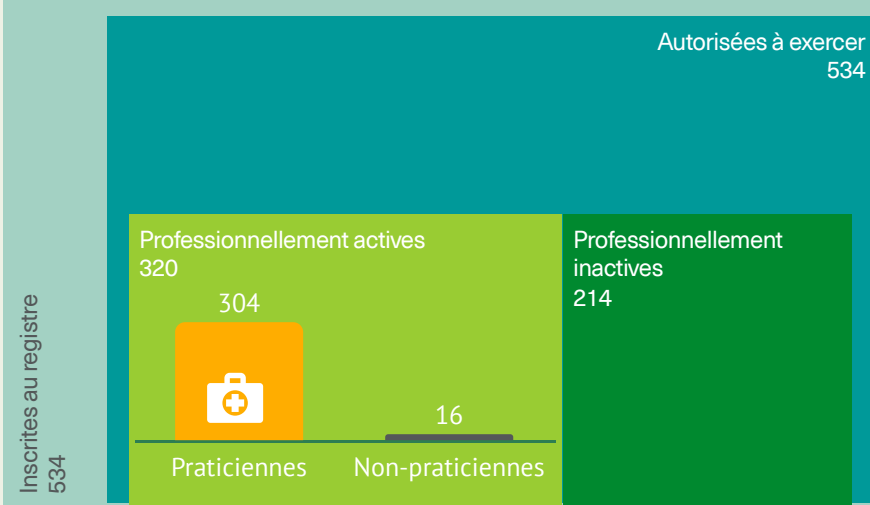 Autorisées à exercer
534
Professionnellement actives
320
304
16
Praticiennes
Non-praticiennes
Professionnellement
inactives
214
Inscrites au registre
534